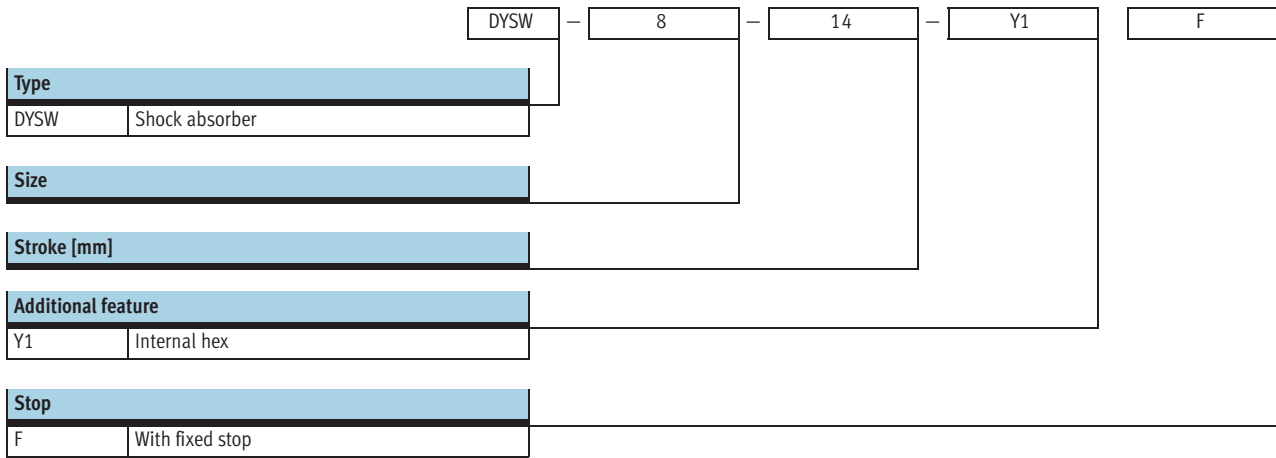 DYSW – 8 – 14 – Y1 F
Type
DYSW Shock absorber
Size
Stroke [mm]
Additional feature
Y1 Internal hex
Stop
F With fixed stop